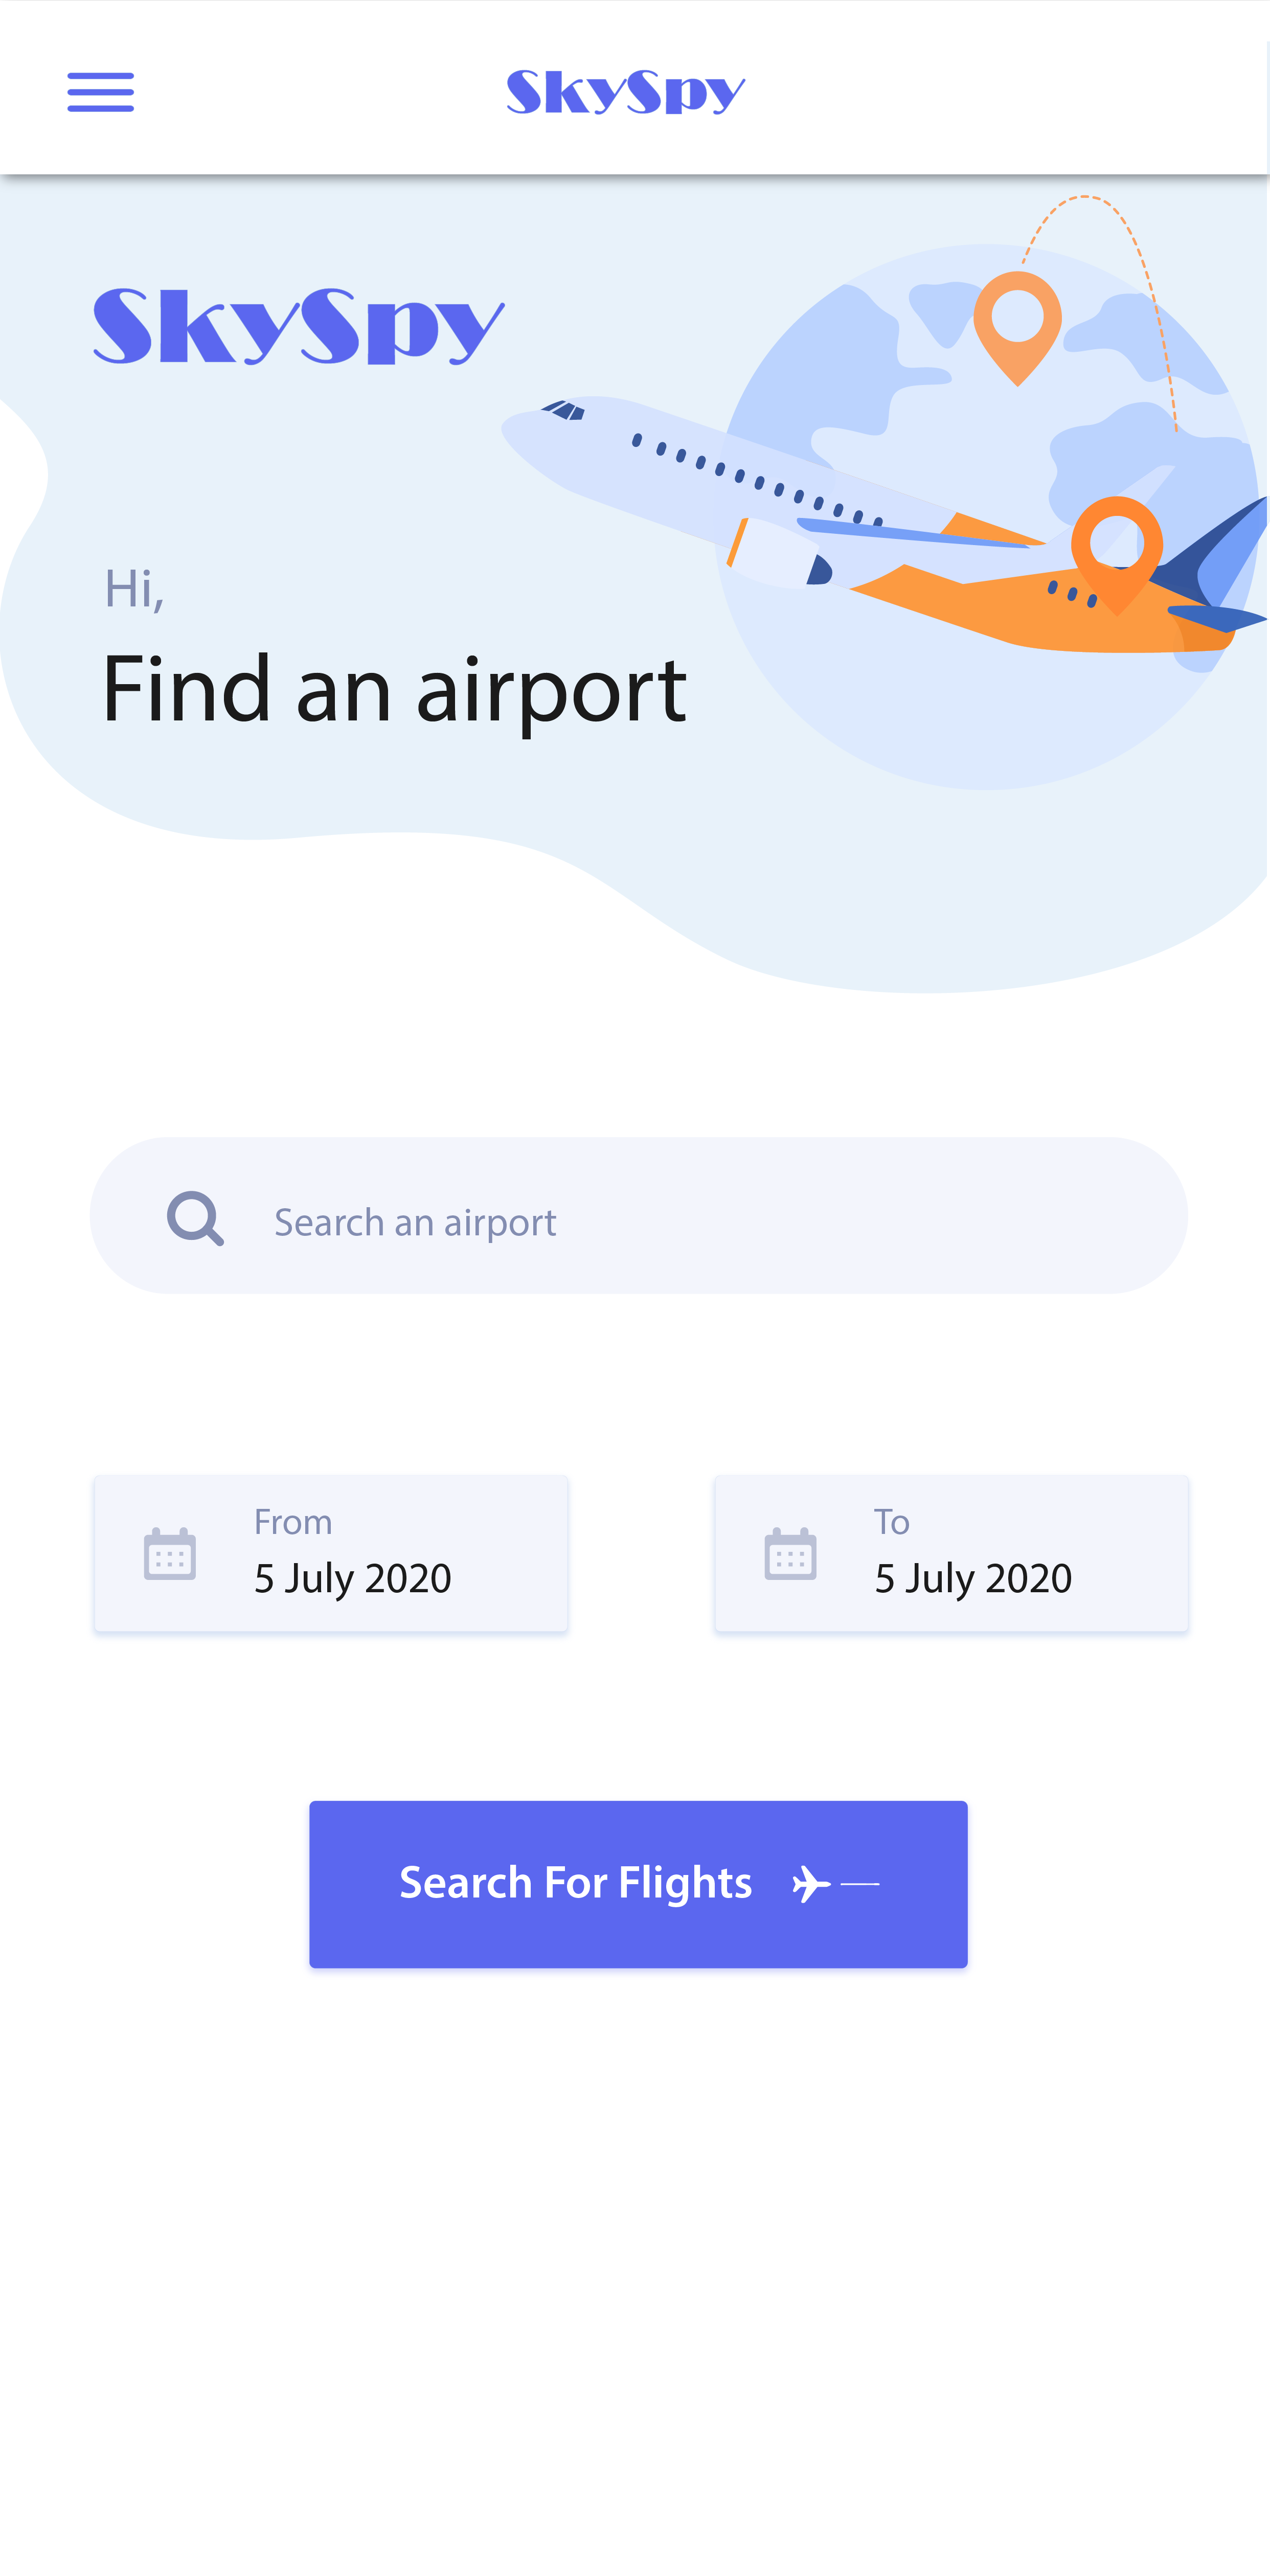 SkySpy
SkySpy
Hi,
Find an airport
Search an airport
From
5 July 2020
To
5 July 2020
Search For Flights